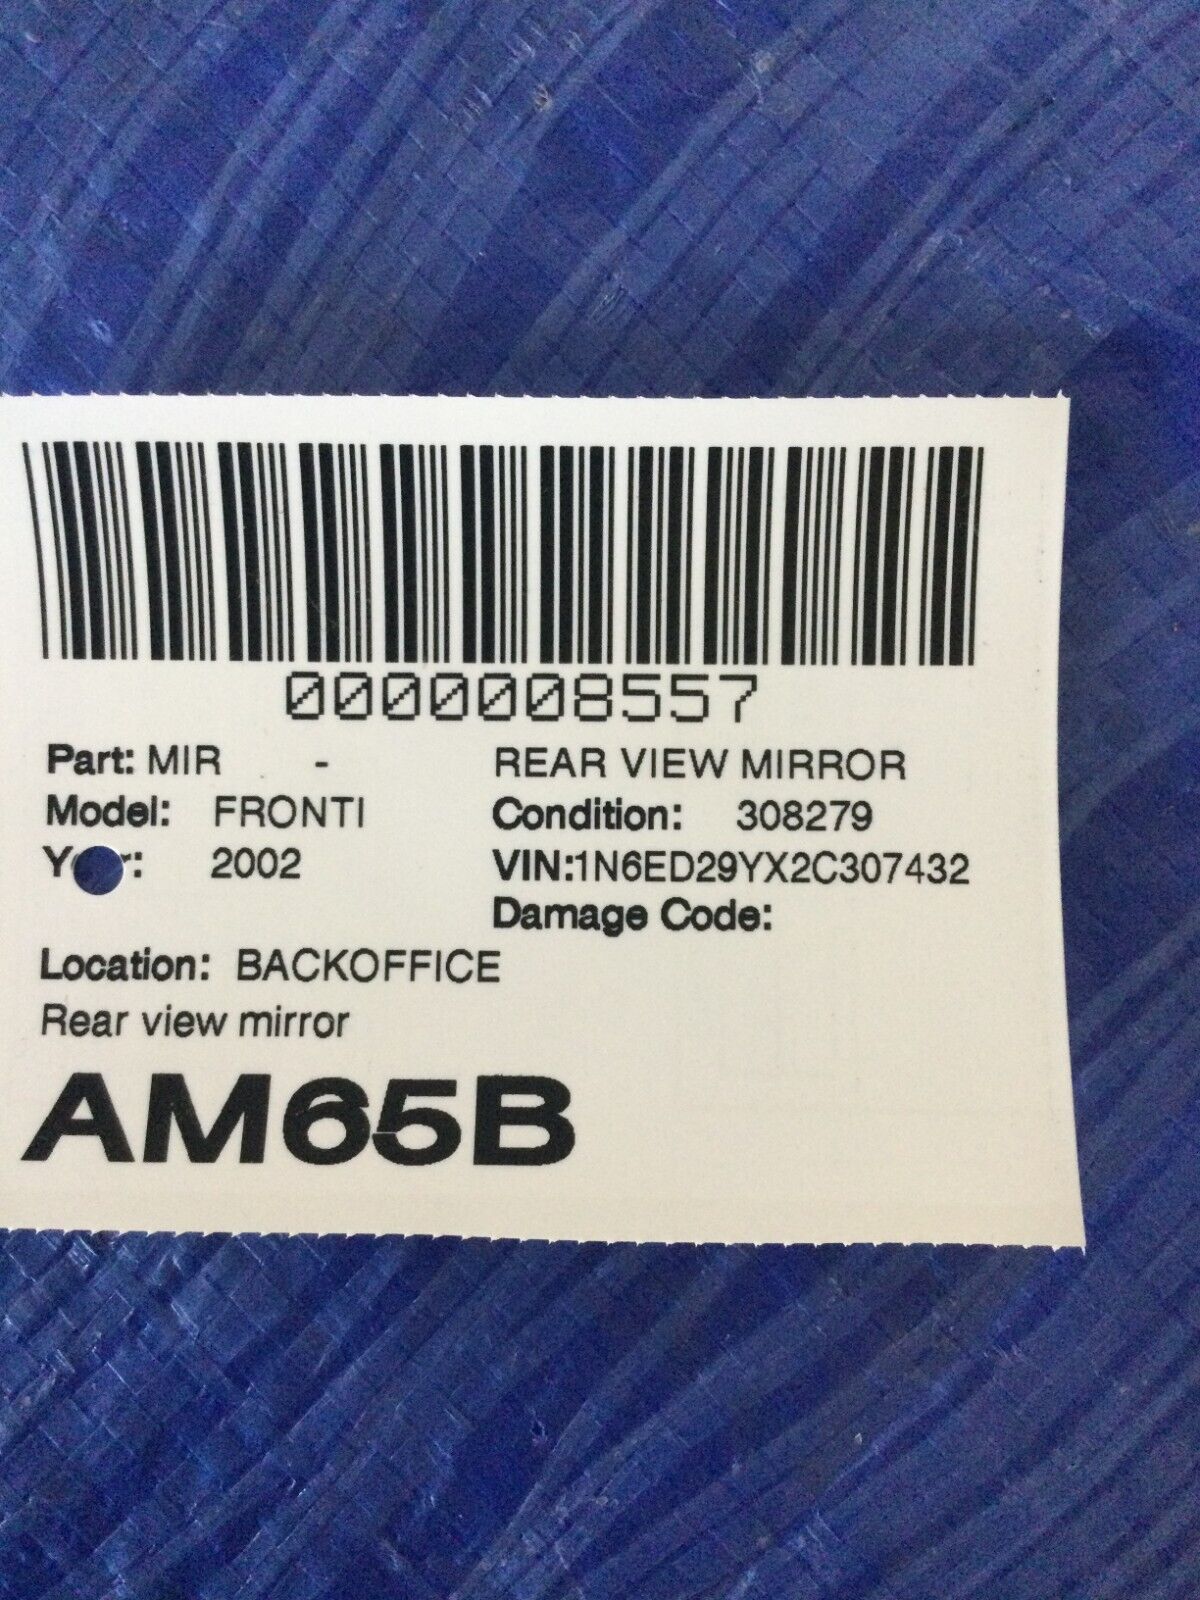 0000008557
Part: MIR - REAR VIEW MIRROR
Model: FRONTI Condition: 308279
Year: 2002 VIN:1N6ED29YX2C307432
Damage Code:
Location: BACKOFFICE
Rear view mirror
AM65B